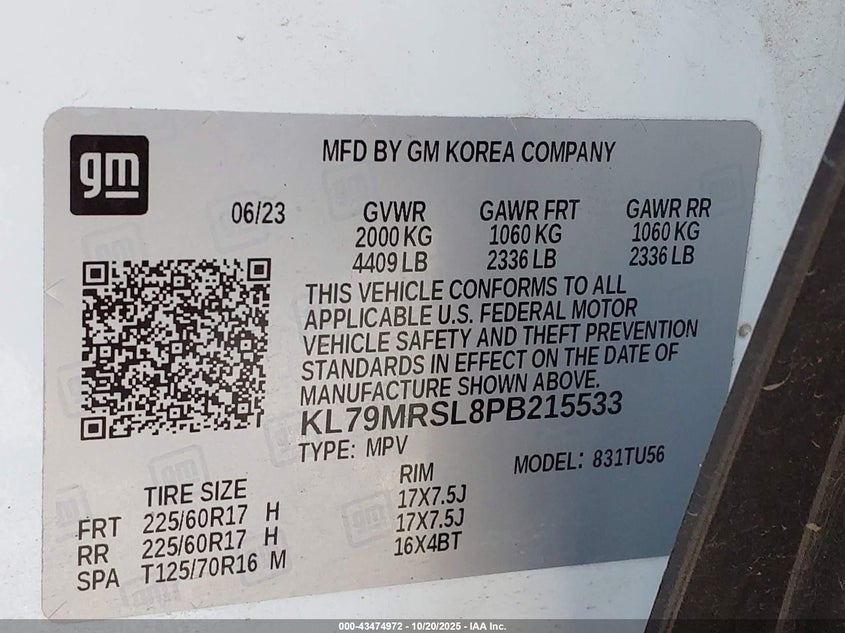 gm
MFD BY GM KOREA COMPANY
06/23
GVWR GAWR FRT GAWR RR
2000 KG 1060 KG 1060 KG
4409 LB 2336 LB 2336 LB
THIS VEHICLE CONFORMS TO ALL
APPLICABLE U.S. FEDERAL MOTOR
VEHICLE SAFETY AND THEFT PREVENTION
STANDARDS IN EFFECT ON THE DATE OF
MANUFACTURE SHOWN ABOVE.
KL79MRSL8PB215533
TYPE: MPV MODEL: 831TU56
TIRE SIZE RIM
FRT 225/60R17 H 17X7.5J
RR 225/60R17 H 17X7.5J
SPA T125/70R16 M 16X4BT
000-43474972 - 10/20/2025 - IAA Inc.